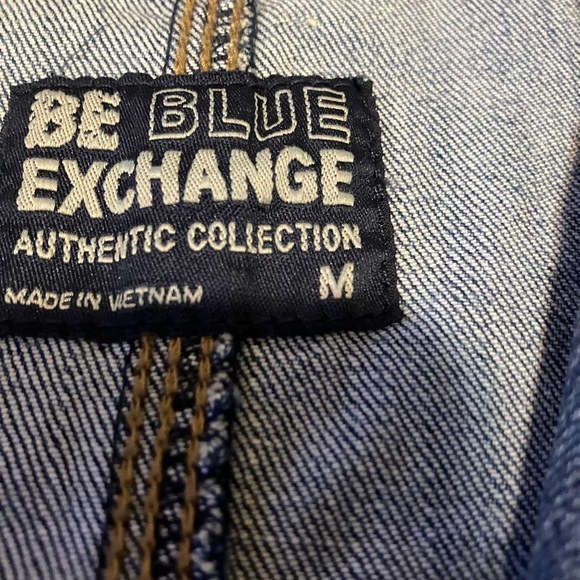 BE BLUE
EXCHANGE
AUTHENTIC COLLECTION
M
MADE IN VIETNAM